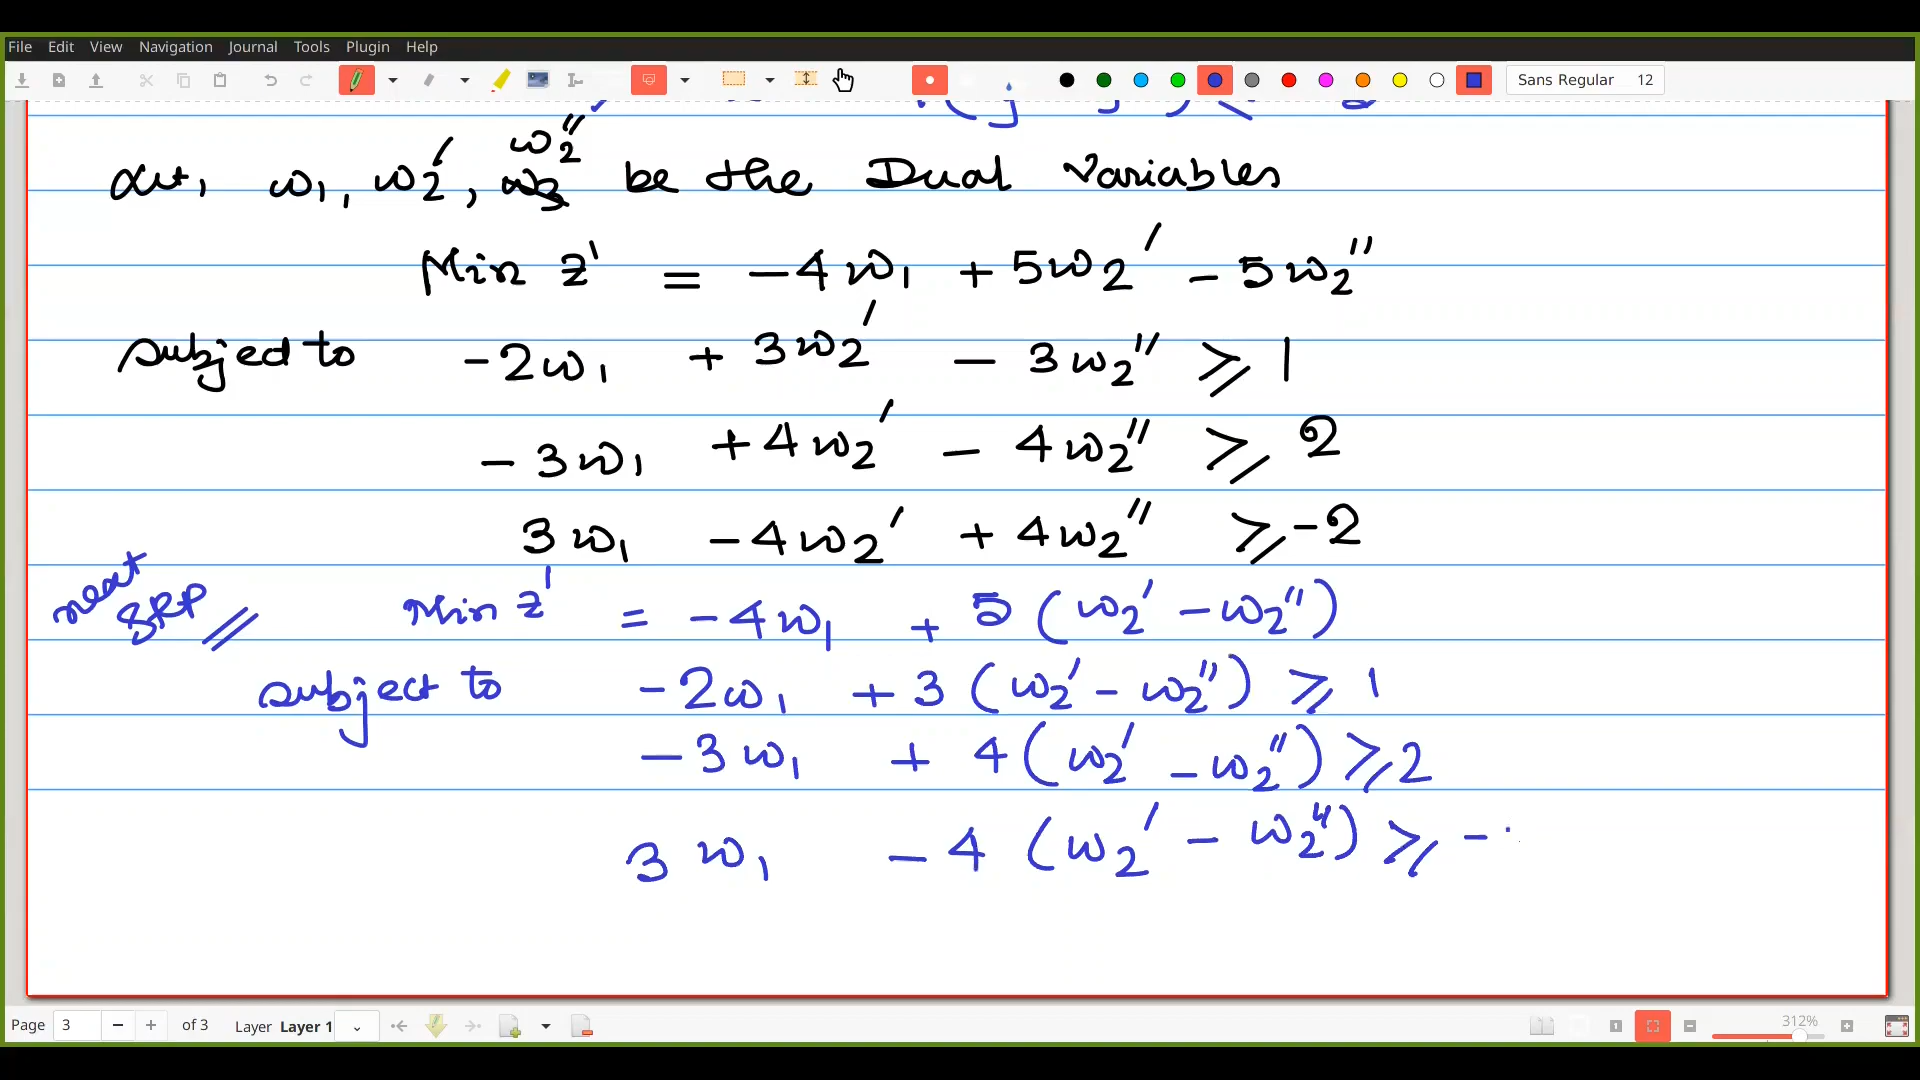 File Edit View Navigation Journal Tools Plugin Help
Sans Regular 12
w2''
Let, w1, w2', w3 be the Dual Variables
Min z' = -4w1 + 5w2' - 5w2''
subject to -2w1 + 3w2' - 3w2'' ≥ 1
-3w1 + 4w2' - 4w2'' ≥ 2
3w1 - 4w2' + 4w2'' ≥ -2
next
Min z' = -4w1 + 5(w2' - w2'')
subject to -2w1 + 3(w2' - w2'') ≥ 1
-3w1 + 4(w2' - w2'') ≥ 2
3w1 - 4(w2' - w2'') ≥ -
Page 3 of 3 Layer Layer 1 312%